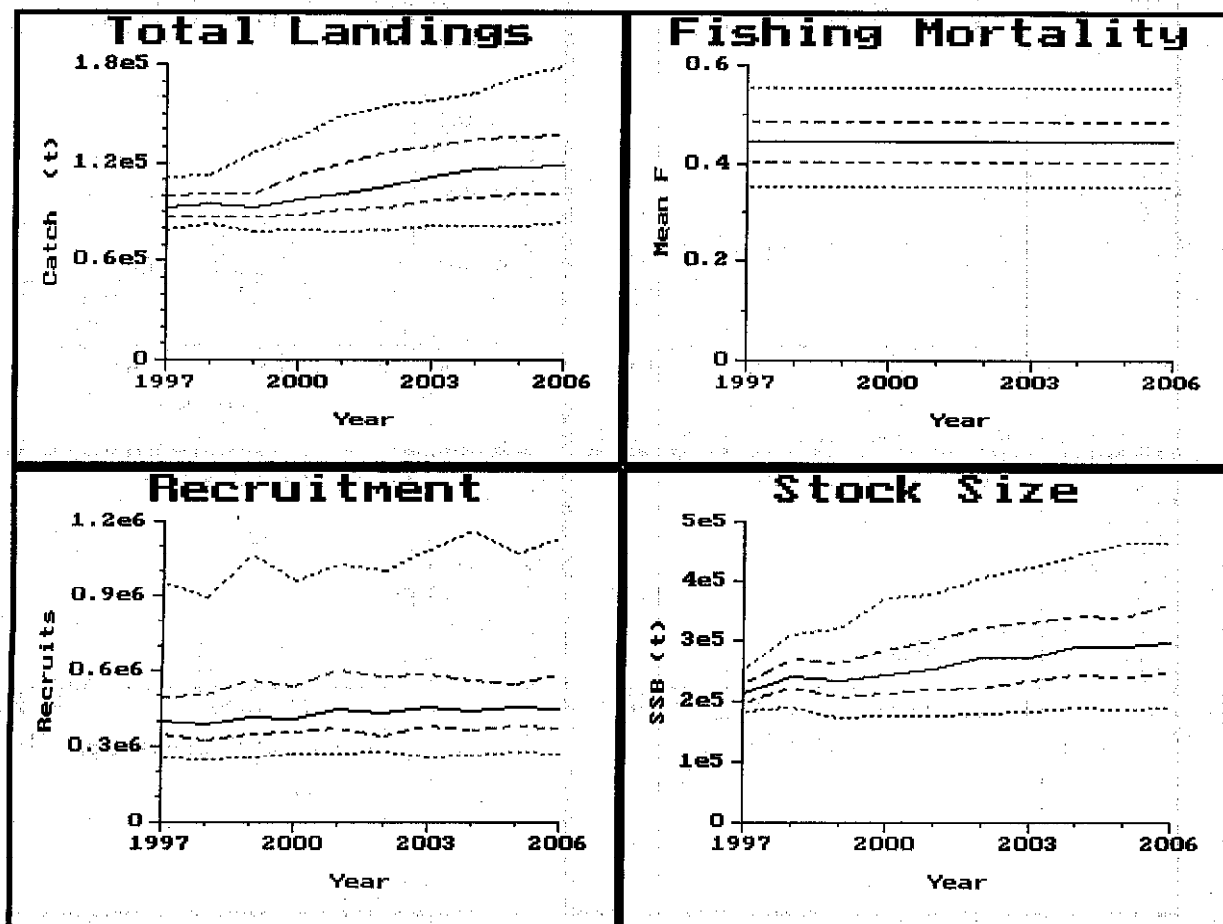 Total Landings
1.8e5
1.2e5
0.6e5
0
Catch (t)
1997 2000 2003 2006
Year
Fishing Mortality
0.6
0.4
0.2
0
Mean F
1997 2000 2003 2006
Year
Recruitment
1.2e6
0.9e6
0.6e6
0.3e6
0
Recruits
1997 2000 2003 2006
Year
Stock Size
5e5
4e5
3e5
2e5
1e5
0
SSB (t)
1997 2000 2003 2006
Year